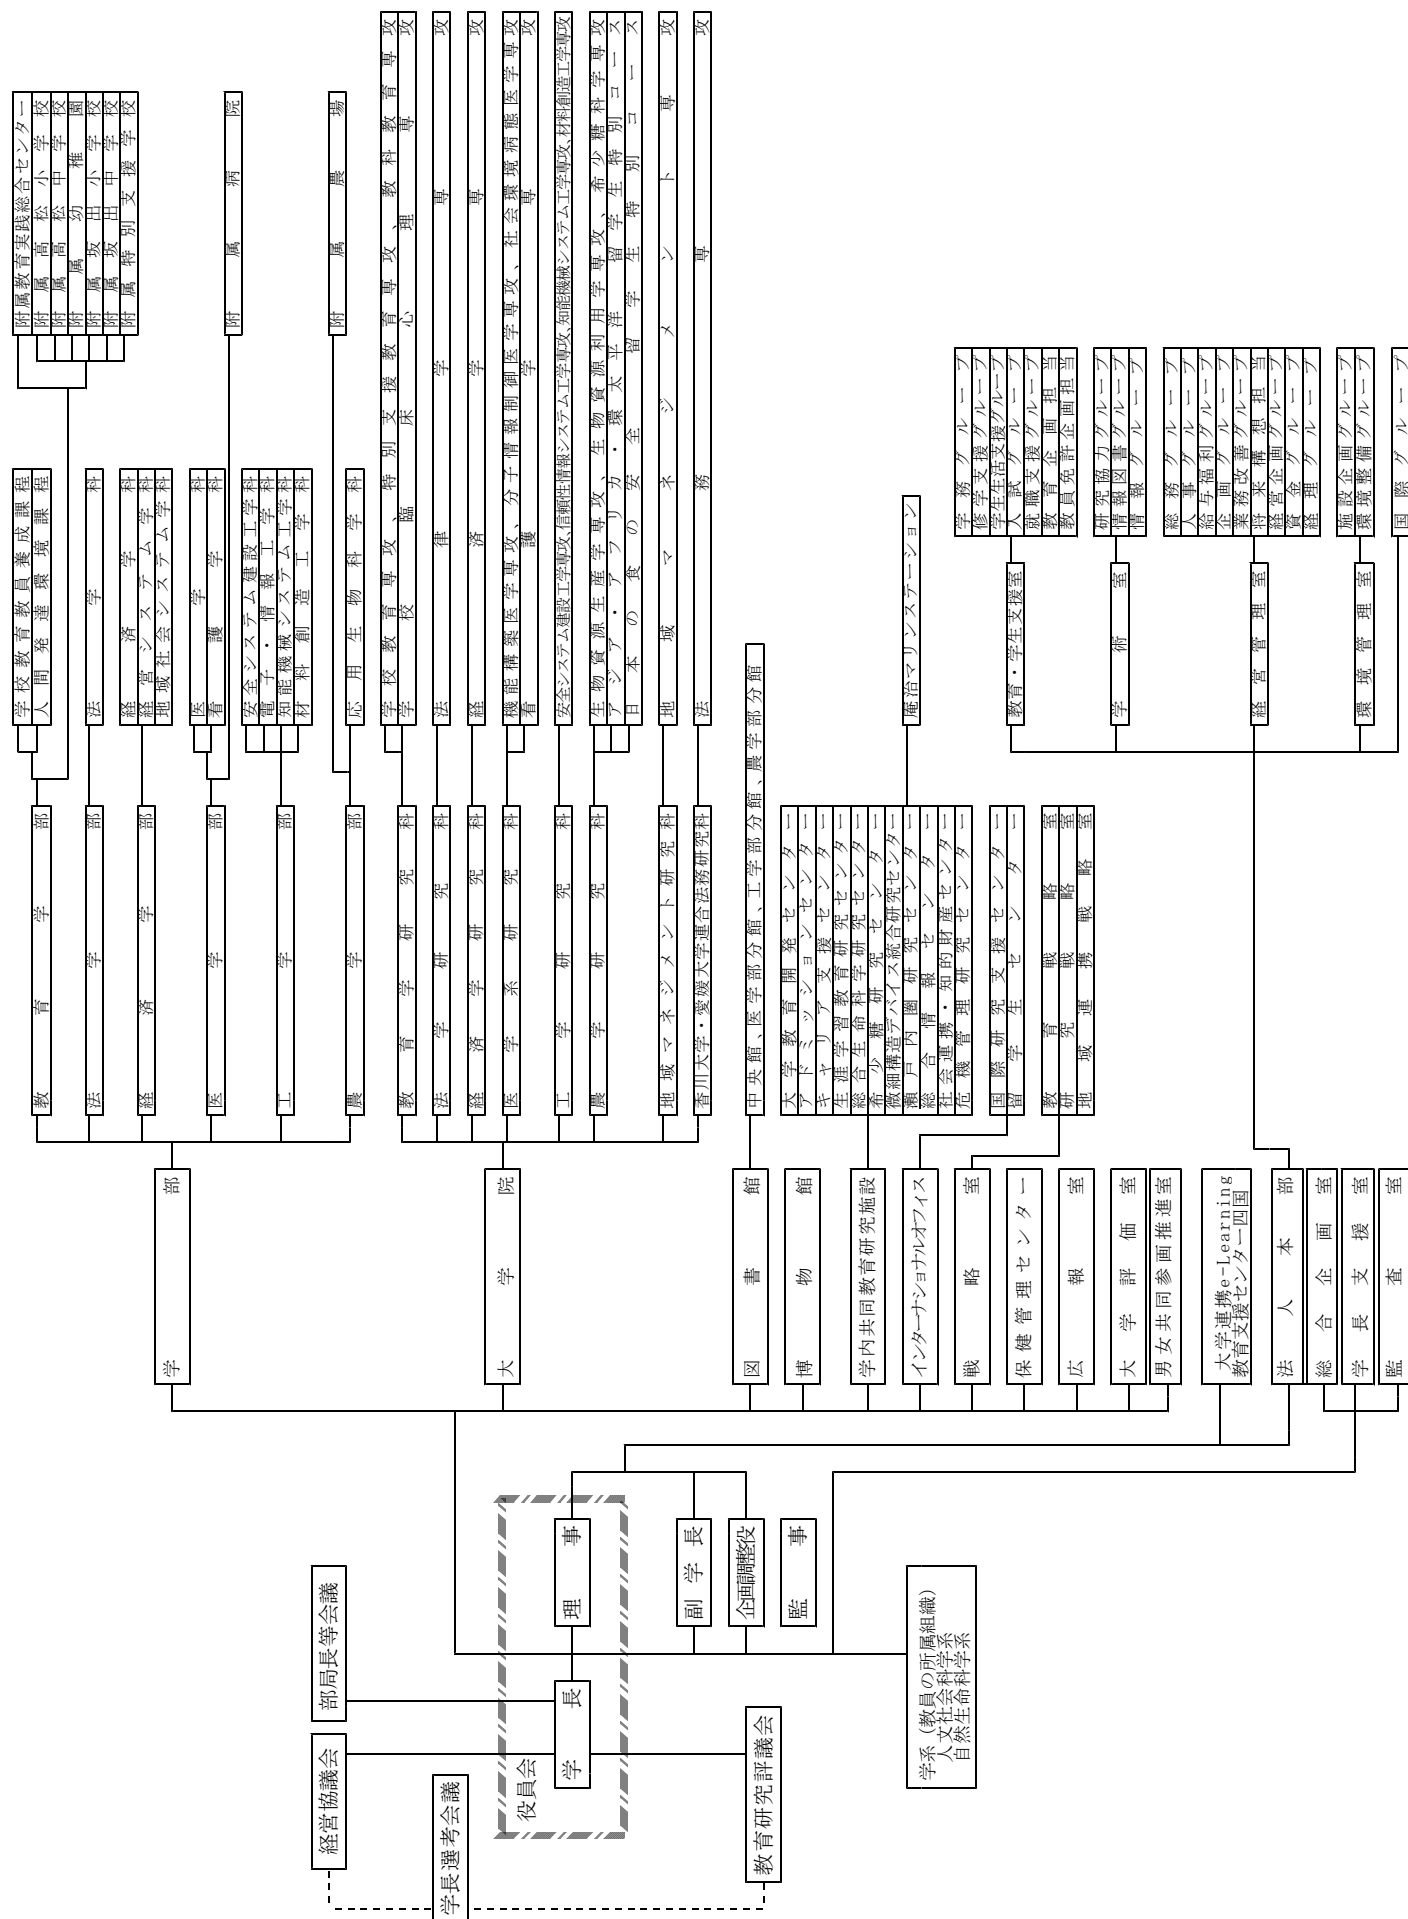 経営協議会
部局長等会議
学長選考会議
役員会
学長
理事
教育研究評議会
副学長
企画調整役
監事
学系（教員の所属組織）
人文社会科学系
自然生命科学系
学部
教育学部
学校教育教員養成課程
人間発達環境課程
附属教育実践総合センター
附属高松小学校
附属高松中学校
附属幼稚園
附属坂出小学校
附属坂出中学校
附属特別支援学校
法学部
法学科
経済学部
経済学科
経営システム学科
地域社会システム学科
医学部
医学科
看護学科
附属病院
工学部
安全システム建設工学科
電子・情報工学科
知能機械システム工学科
材料創造工学科
農学部
応用生物科学科
附属農場
大学院
教育学研究科
学校教育専攻、特別支援教育専攻、教科教育専攻
学校臨床心理専攻
法学研究科
法律学専攻
経済学研究科
経済学専攻
医学系研究科
機能構築医学専攻、分子情報制御医学専攻、社会環境病態医学専攻
看護学専攻
工学研究科
安全システム建設工学専攻、信頼性情報システム工学専攻、知能機械システム工学専攻、材料創造工学専攻
農学研究科
生物資源生産学専攻、生物資源利用学専攻、希少糖科学専攻
アジア・アフリカ・環太平洋留学生特別コース
日本の食の安全留学生特別コース
地域マネジメント研究科
地域マネジメント専攻
香川大学・愛媛大学連合法務研究科
法務専攻
図書館
中央館、医学部分館、工学部分館、農学部分館
博物館
学内共同教育研究施設
大学教育開発センター
アドミッションセンター
キャリア支援センター
生涯学習教育研究センター
総合生命科学研究センター
希少糖研究センター
微細構造デバイス統合研究センター
瀬戸内圏研究センター
総合情報センター
社会連携・知的財産センター
危機管理研究センター
庵治マリンステーション
インターナショナルオフィス
国際研究支援センター
留学生センター
戦略室
教育戦略室
研究戦略室
地域連携戦略室
保健管理センター
広報室
大学評価室
男女共同参画推進室
大学連携e-Learning
教育支援センター四国
法人本部
教育・学生支援室
学務グループ
修学支援グループ
学生生活支援グループ
入試グループ
就職支援グループ
教育企画担当
教員免許企画担当
学術室
研究協力グループ
情報図書グループ
情報グループ
経営管理室
総務グループ
人事グループ
給与福利グループ
企画グループ
業務改善グループ
将来構想担当
経営企画グループ
資金グループ
経理グループ
環境管理室
施設企画グループ
環境整備グループ
国際グループ
総合企画室
学長支援室
監査室